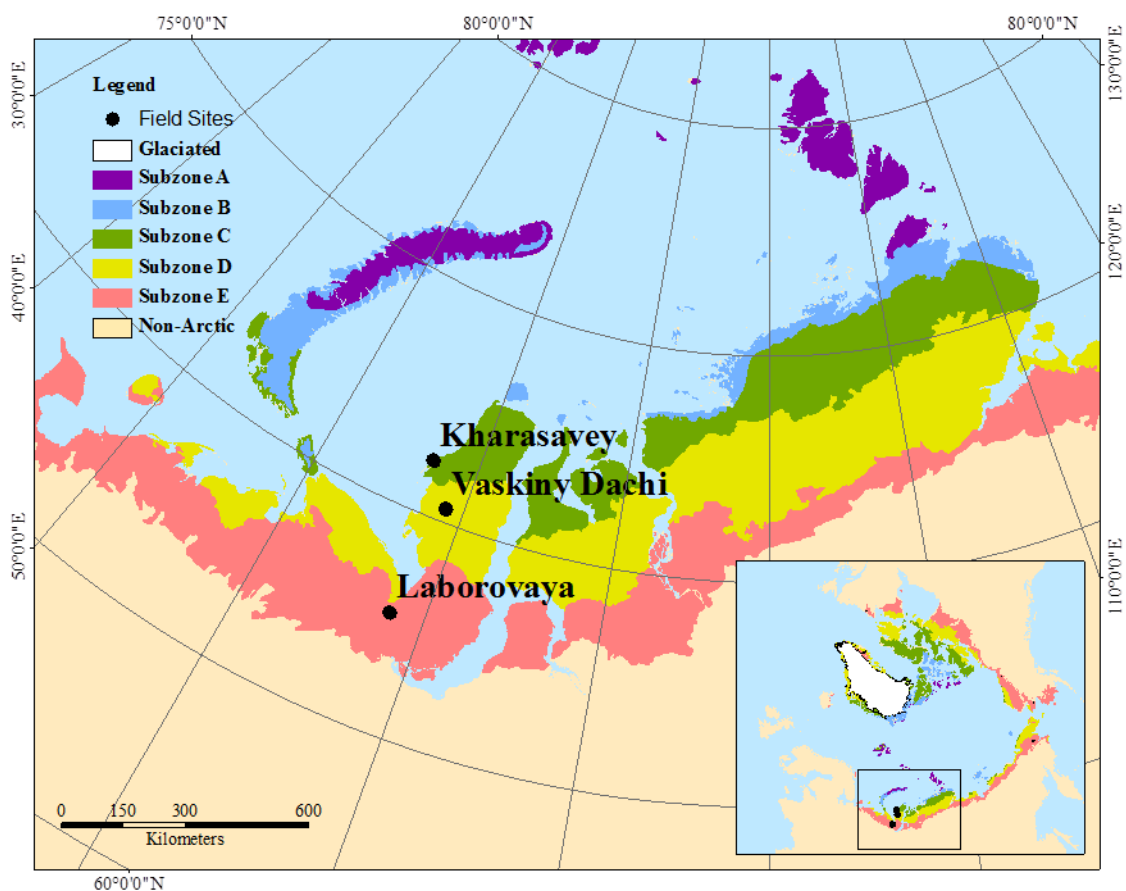 75°0'0"N
80°0'0"N
80°0'0"N
30°0'0"E
130°0'0"E
Legend
Field Sites
Glaciated
Subzone A
Subzone B
Subzone C
Subzone D
Subzone E
Non-Arctic
40°0'0"E
120°0'0"E
Kharasavey
Vaskiny Dachi
50°0'0"E
Laborovaya
110°0'0"E
0 150 300 600
Kilometers
60°0'0"N